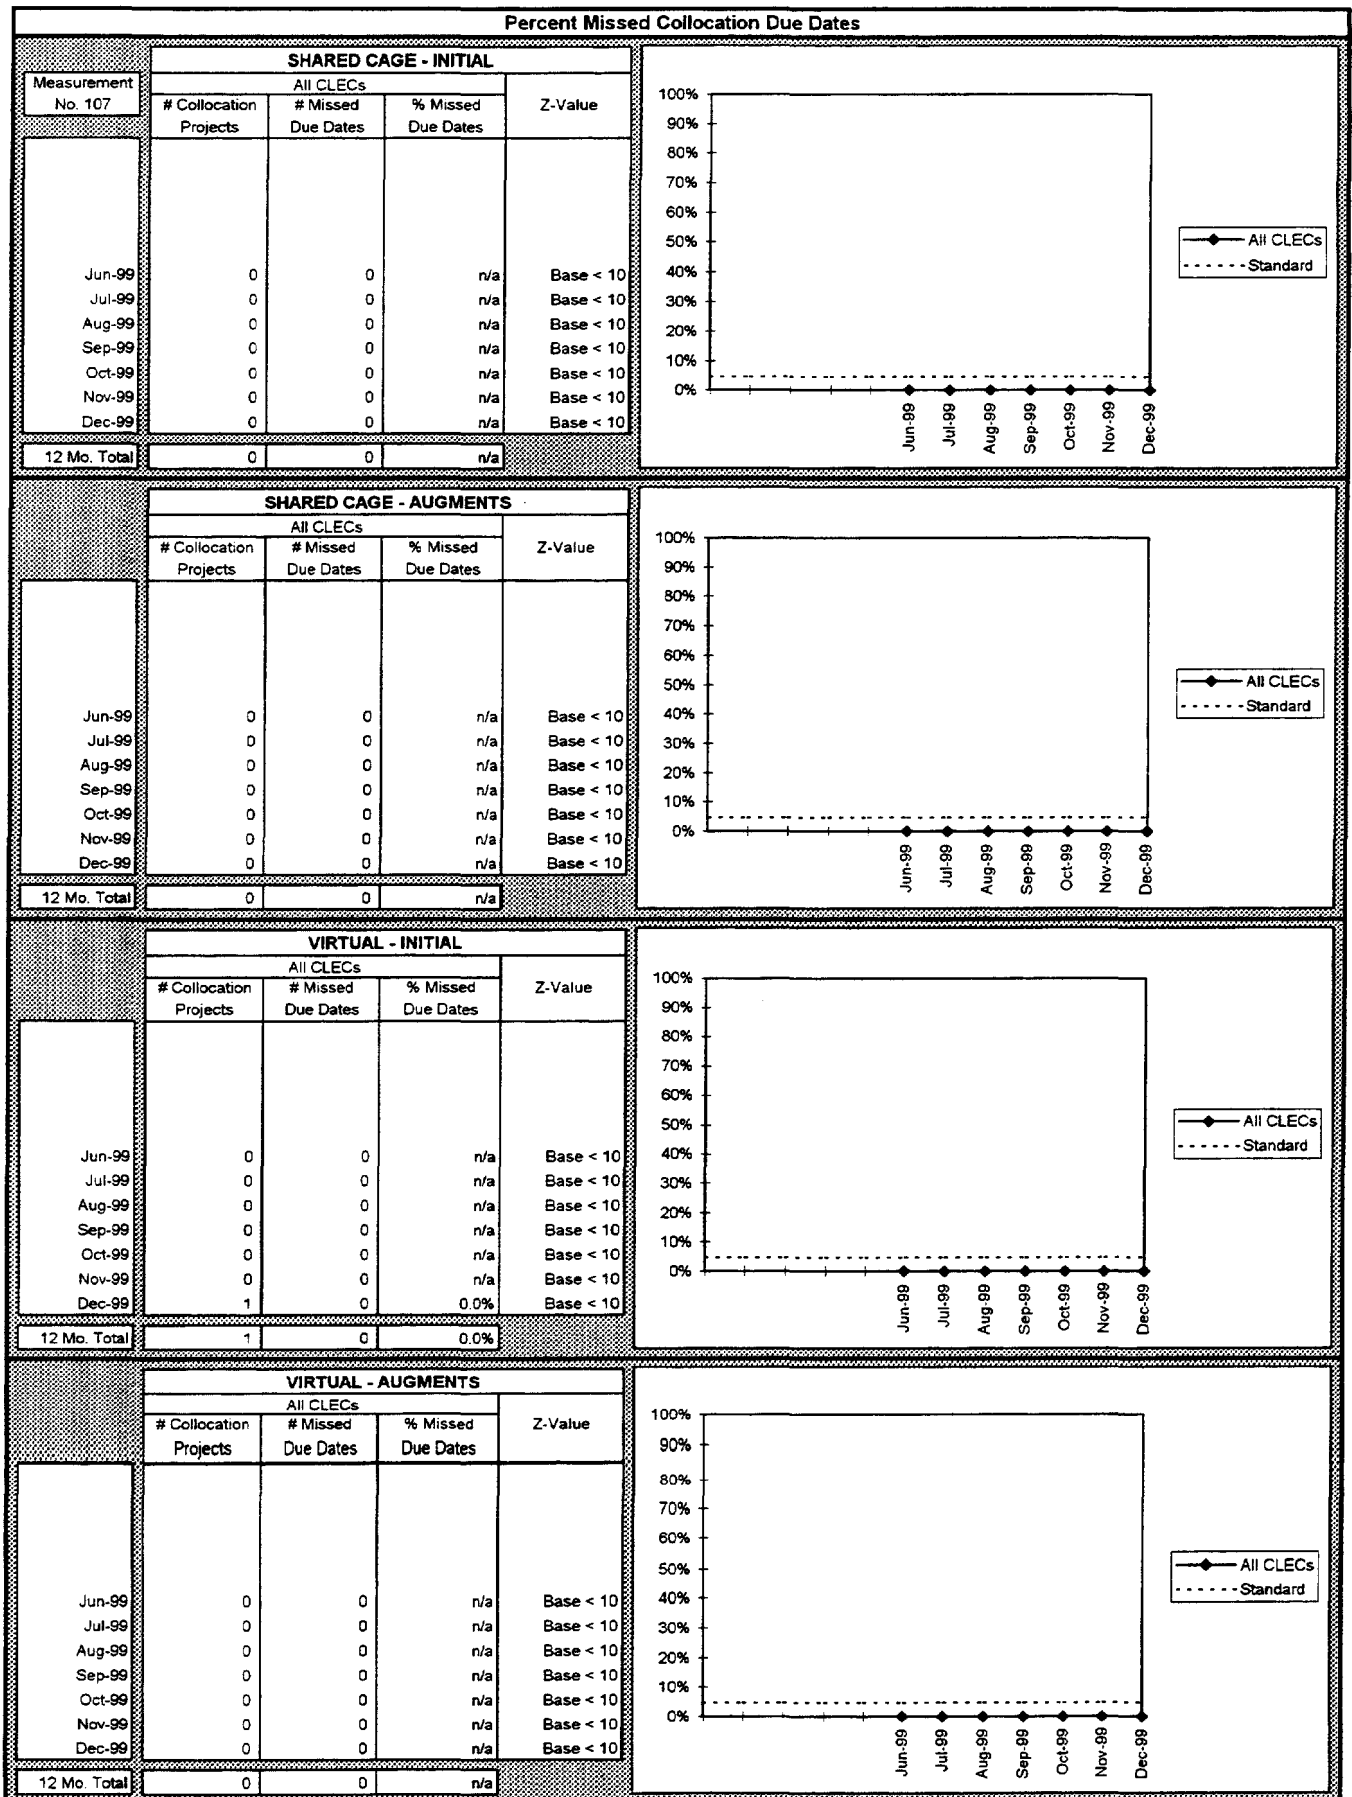 Percent Missed Collocation Due Dates
Measurement
No. 107
SHARED CAGE - INITIAL
All CLECs
# Collocation Projects # Missed Due Dates % Missed Due Dates Z-Value
Jun-99 0 0 n/a Base < 10
Jul-99 0 0 n/a Base < 10
Aug-99 0 0 n/a Base < 10
Sep-99 0 0 n/a Base < 10
Oct-99 0 0 n/a Base < 10
Nov-99 0 0 n/a Base < 10
Dec-99 0 0 n/a Base < 10
12 Mo. Total 0 0 n/a
100%
90%
80%
70%
60%
50%
40%
30%
20%
10%
0%
Jun-99 Jul-99 Aug-99 Sep-99 Oct-99 Nov-99 Dec-99
All CLECs
Standard
SHARED CAGE - AUGMENTS
All CLECs
# Collocation Projects # Missed Due Dates % Missed Due Dates Z-Value
Jun-99 0 0 n/a Base < 10
Jul-99 0 0 n/a Base < 10
Aug-99 0 0 n/a Base < 10
Sep-99 0 0 n/a Base < 10
Oct-99 0 0 n/a Base < 10
Nov-99 0 0 n/a Base < 10
Dec-99 0 0 n/a Base < 10
12 Mo. Total 0 0 n/a
100%
90%
80%
70%
60%
50%
40%
30%
20%
10%
0%
Jun-99 Jul-99 Aug-99 Sep-99 Oct-99 Nov-99 Dec-99
All CLECs
Standard
VIRTUAL - INITIAL
All CLECs
# Collocation Projects # Missed Due Dates % Missed Due Dates Z-Value
Jun-99 0 0 n/a Base < 10
Jul-99 0 0 n/a Base < 10
Aug-99 0 0 n/a Base < 10
Sep-99 0 0 n/a Base < 10
Oct-99 0 0 n/a Base < 10
Nov-99 0 0 n/a Base < 10
Dec-99 1 0 0.0% Base < 10
12 Mo. Total 1 0 0.0%
100%
90%
80%
70%
60%
50%
40%
30%
20%
10%
0%
Jun-99 Jul-99 Aug-99 Sep-99 Oct-99 Nov-99 Dec-99
All CLECs
Standard
VIRTUAL - AUGMENTS
All CLECs
# Collocation Projects # Missed Due Dates % Missed Due Dates Z-Value
Jun-99 0 0 n/a Base < 10
Jul-99 0 0 n/a Base < 10
Aug-99 0 0 n/a Base < 10
Sep-99 0 0 n/a Base < 10
Oct-99 0 0 n/a Base < 10
Nov-99 0 0 n/a Base < 10
Dec-99 0 0 n/a Base < 10
12 Mo. Total 0 0 n/a
100%
90%
80%
70%
60%
50%
40%
30%
20%
10%
0%
Jun-99 Jul-99 Aug-99 Sep-99 Oct-99 Nov-99 Dec-99
All CLECs
Standard